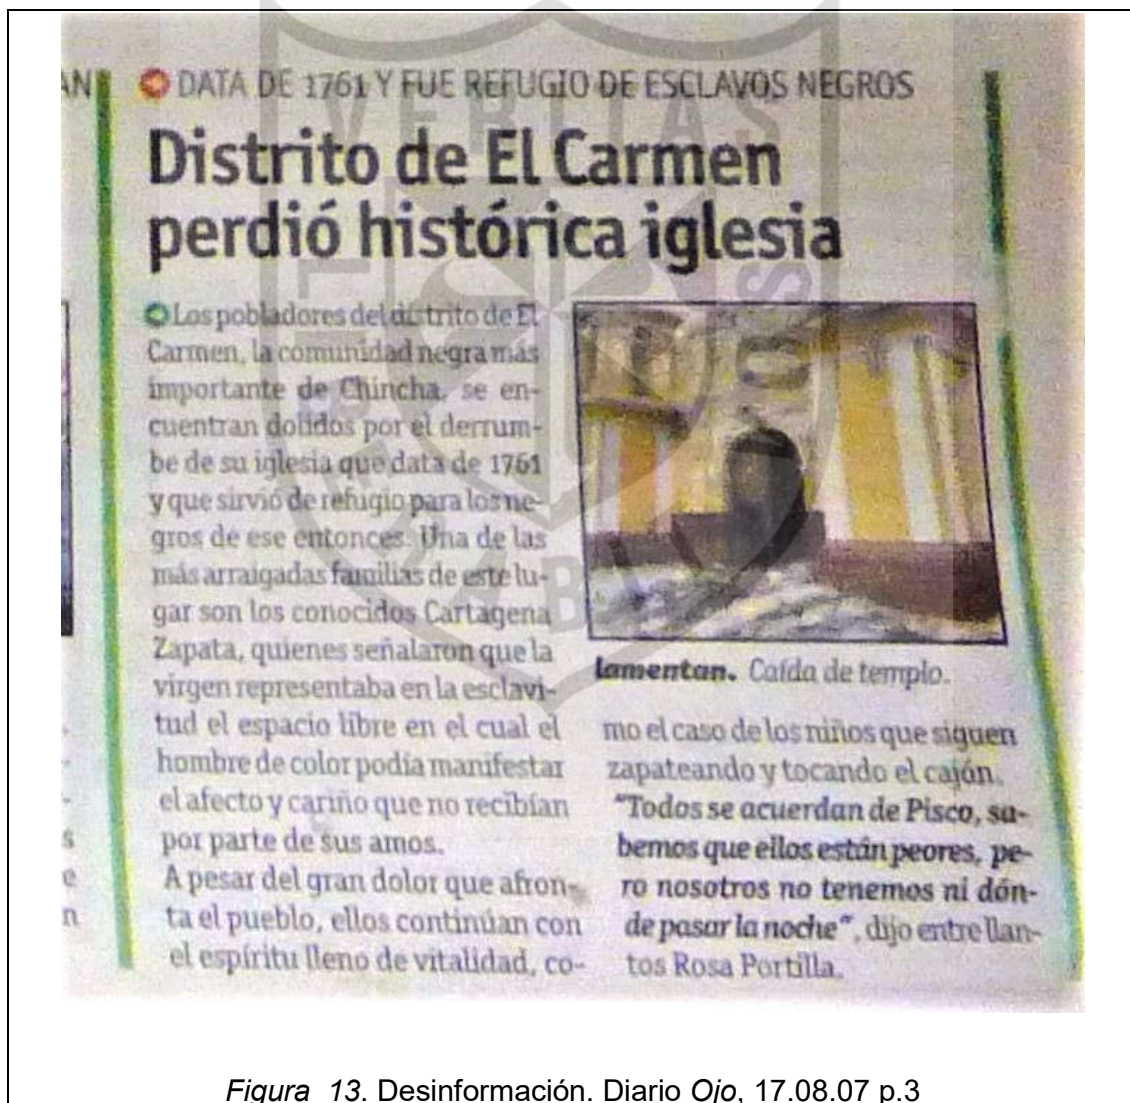 AN
DATA DE 1761 Y FUE REFUGIO DE ESCLAVOS NEGROS
Distrito de El Carmen
perdió histórica iglesia
Los pobladores del distrito de El
Carmen, la comunidad negra más
importante de Chincha, se en-
cuentran dolidos por el derrum-
be de su iglesia que data de 1761
y que sirvió de refugio para los ne-
gros de ese entonces. Una de las
más arraigadas familias de este lu-
gar son los conocidos Cartagena
Zapata, quienes señalaron que la
virgen representaba en la esclavi-
tud el espacio libre en el cual el
hombre de color podía manifestar
el afecto y cariño que no recibían
por parte de sus amos.
A pesar del gran dolor que afron-
ta el pueblo, ellos continúan con
el espíritu lleno de vitalidad, co-
lamentan. Caída de templo.
mo el caso de los niños que siguen
zapateando y tocando el cajón.
"Todos se acuerdan de Pisco, sa-
bemos que ellos están peores, pe-
ro nosotros no tenemos ni dón-
de pasar la noche", dijo entre llan-
tos Rosa Portilla.
s
e
n
Figura 13. Desinformación. Diario Ojo, 17.08.07 p.3